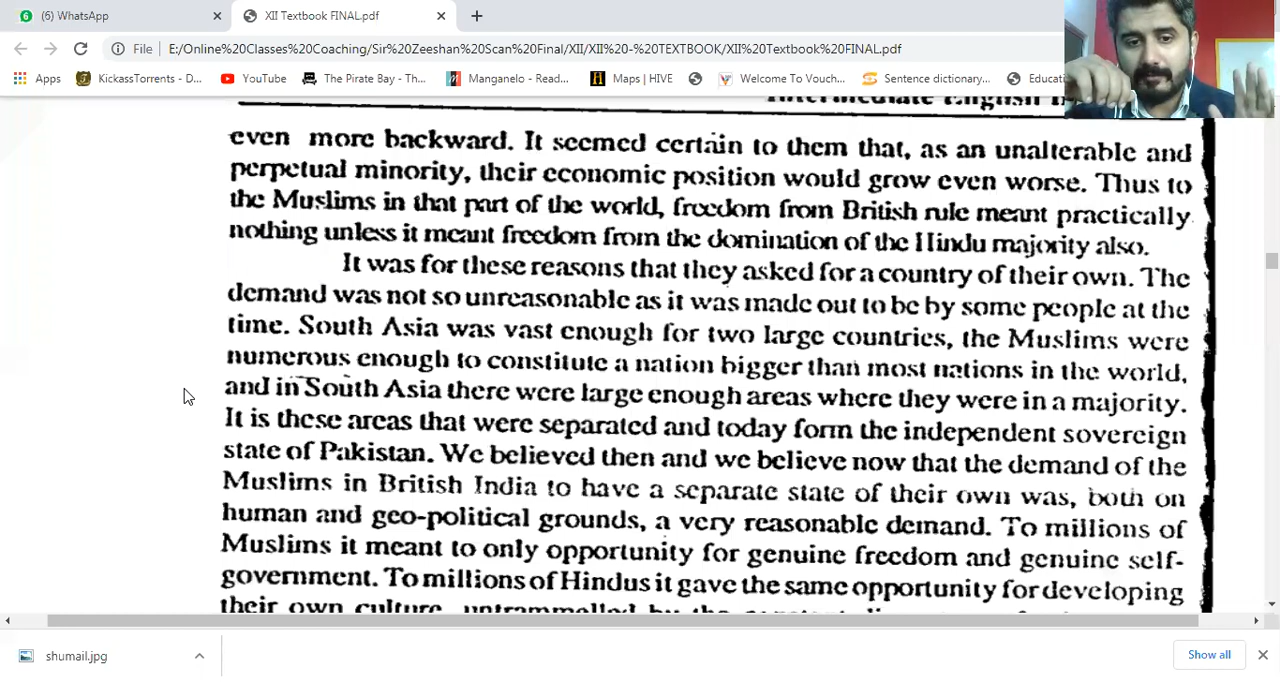 (6) WhatsApp
XII Textbook FINAL.pdf
File
E:/Online%20Classes%20Coaching/Sir%20Zeeshan%20Scan%20Final/XII/XII%20-%20TEXTBOOK/XII%20Textbook%20FINAL.pdf
Apps KickassTorrents - D... YouTube The Pirate Bay - Th... Manganelo - Read... Maps | HIVE Welcome To Vouch... Sentence dictionary...
Intermediate English
even more backward. It seemed certain to them that, as an unalterable and
perpetual minority, their economic position would grow even worse. Thus to
the Muslims in that part of the world, freedom from British rule meant practically
nothing unless it meant freedom from the domination of the Hindu majority also.
It was for these reasons that they asked for a country of their own. The
demand was not so unreasonable as it was made out to be by some people at the
time. South Asia was vast enough for two large countries, the Muslims were
numerous enough to constitute a nation bigger than most nations in the world,
and in South Asia there were large enough areas where they were in a majority.
It is these areas that were separated and today form the independent sovereign
state of Pakistan. We believed then and we believe now that the demand of the
Muslims in British India to have a separate state of their own was, both on
human and geo-political grounds, a very reasonable demand. To millions of
Muslims it meant to only opportunity for genuine freedom and genuine self-
government. To millions of Hindus it gave the same opportunity for developing
their own culture, untrammelled by the
shumail.jpg
Show all